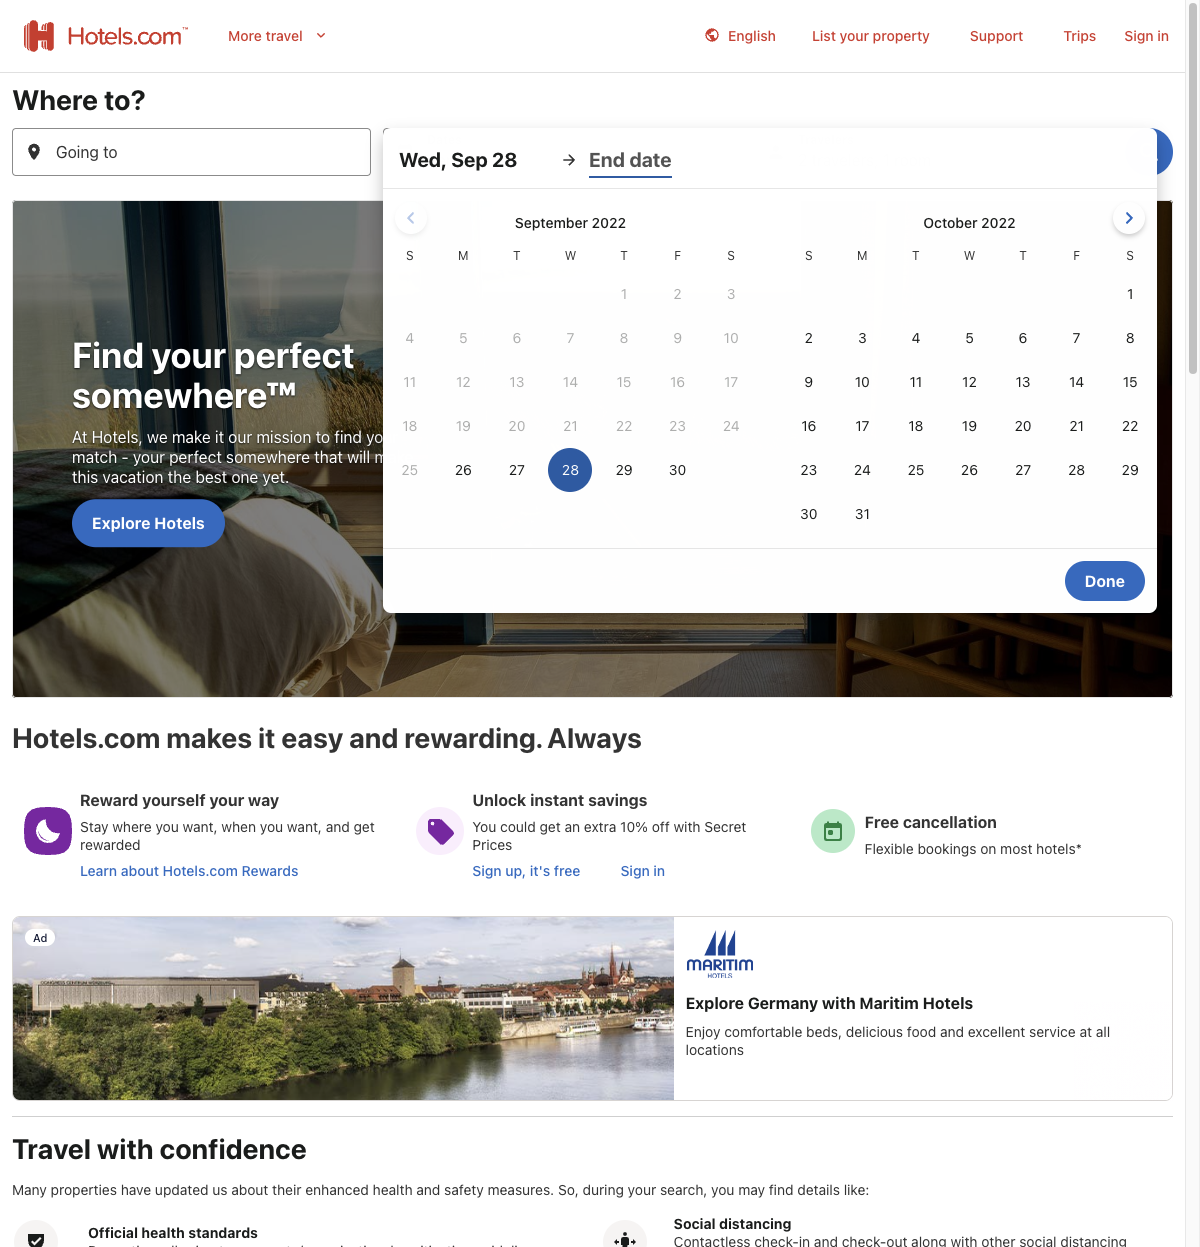 Hotels.com™
More travel
English
List your property
Support
Trips
Sign in
Where to?
Going to
Wed, Sep 28
End date
September 2022
S M T W T F S
1 2 3
4 5 6 7 8 9 10
11 12 13 14 15 16 17
18 19 20 21 22 23 24
25 26 27 28 29 30
October 2022
S M T W T F S
1
2 3 4 5 6 7 8
9 10 11 12 13 14 15
16 17 18 19 20 21 22
23 24 25 26 27 28 29
30 31
Done
Find your perfect
somewhere™
At Hotels, we make it our mission to find yo
match - your perfect somewhere that will m
this vacation the best one yet.
Explore Hotels
Hotels.com makes it easy and rewarding. Always
Reward yourself your way
Stay where you want, when you want, and get
rewarded
Learn about Hotels.com Rewards
Unlock instant savings
You could get an extra 10% off with Secret
Prices
Sign up, it's free
Sign in
Free cancellation
Flexible bookings on most hotels*
Ad
MARITIM
HOTELS
Explore Germany with Maritim Hotels
Enjoy comfortable beds, delicious food and excellent service at all
locations
Travel with confidence
Many properties have updated us about their enhanced health and safety measures. So, during your search, you may find details like:
Official health standards
Social distancing
Contactless check-in and check-out along with other social distancing